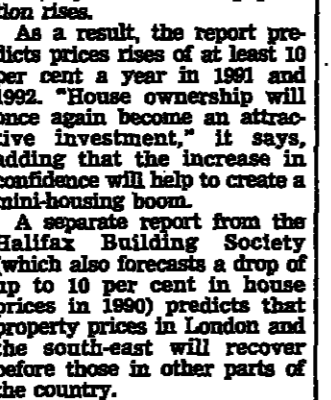 tion rises.
As a result, the report pre-
dicts prices rises of at least 10
per cent a year in 1991 and
1992. "House ownership will
once again become an attrac-
tive investment," it says,
adding that the increase in
confidence will help to create a
mini-housing boom.
A separate report from the
Halifax Building Society
(which also forecasts a drop of
up to 10 per cent in house
prices in 1990) predicts that
property prices in London and
the south-east will recover
before those in other parts of
the country.